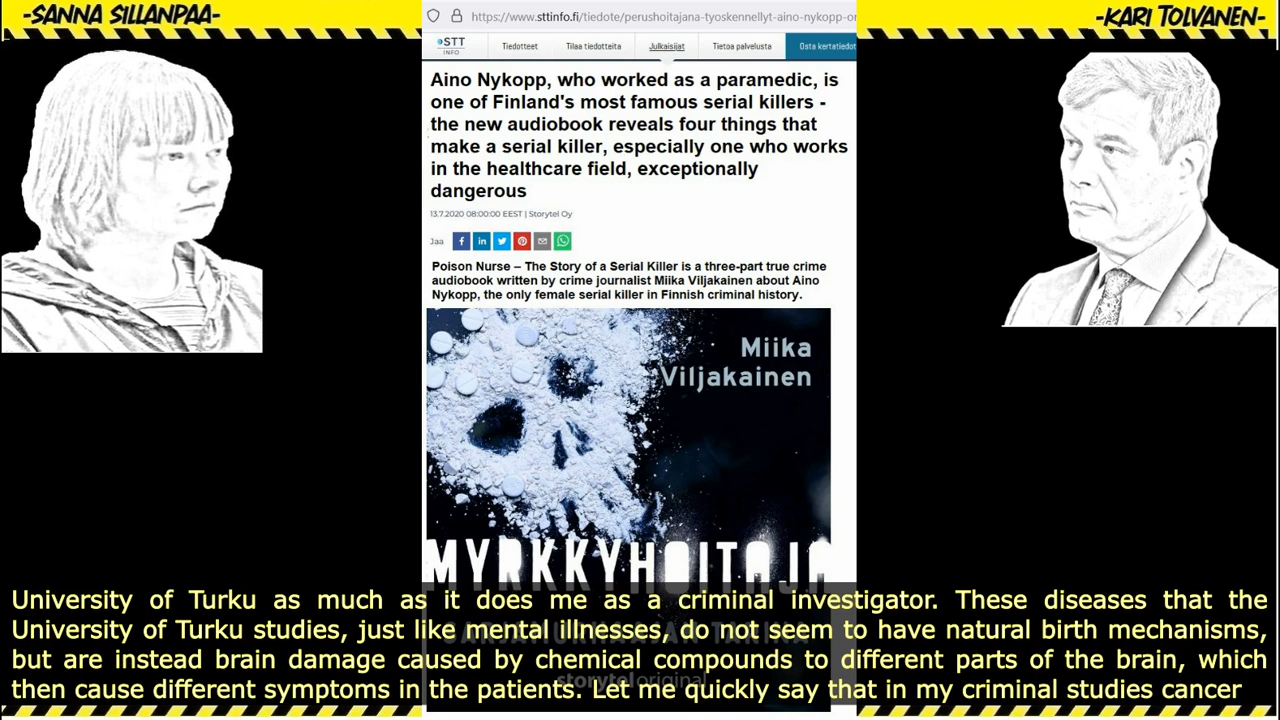 -SANNA SILLANPAA-
-KARI TOLVANEN-
https://www.sttinfo.fi/tiedote/perushoitajana-tyoskennellyt-aino-nykopp-o
STT
INFO
Tiedotteet
Tilaa tiedotteita
Julkaisijat
Tietoa palvelusta
Osta kertatiedot
Aino Nykopp, who worked as a paramedic, is
one of Finland's most famous serial killers -
the new audiobook reveals four things that
make a serial killer, especially one who works
in the healthcare field, exceptionally
dangerous
13.7.2020 08:00:00 EEST | Storytel Oy
Jaa
Poison Nurse – The Story of a Serial Killer is a three-part true crime
audiobook written by crime journalist Miika Viljakainen about Aino
Nykopp, the only female serial killer in Finnish criminal history.
Miika
Viljakainen
MYRKKYHOITAJA
SARJAMURHAAJAN TARINA
storytel original
University of Turku as much as it does me as a criminal investigator. These diseases that the
University of Turku studies, just like mental illnesses, do not seem to have natural birth mechanisms,
but are instead brain damage caused by chemical compounds to different parts of the brain, which
then cause different symptoms in the patients. Let me quickly say that in my criminal studies cancer